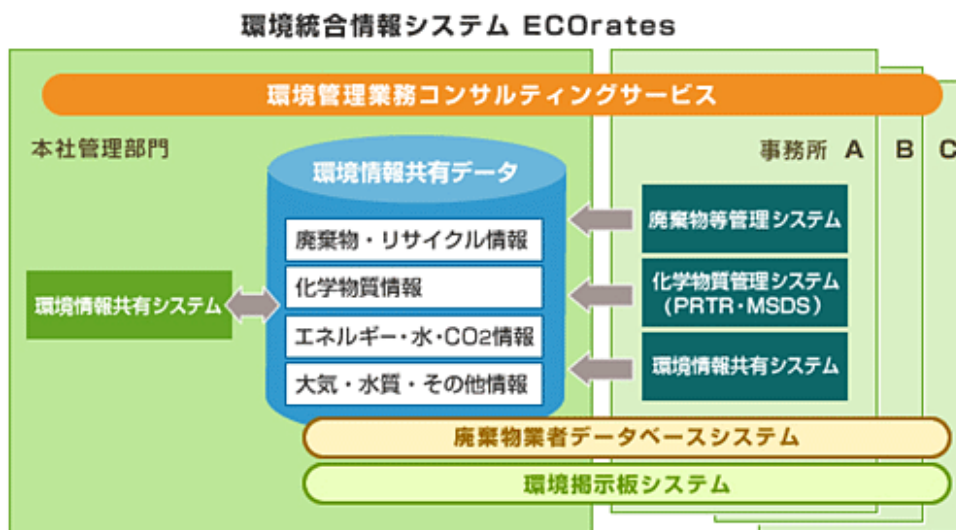 環境統合情報システム ECOrates
環境管理業務コンサルティングサービス
本社管理部門
事務所 A B C
環境情報共有データ
廃棄物・リサイクル情報
化学物質情報
エネルギー・水・CO2情報
大気・水質・その他情報
環境情報共有システム
廃棄物等管理システム
化学物質管理システム
(PRTR・MSDS)
環境情報共有システム
廃棄物業者データベースシステム
環境掲示板システム